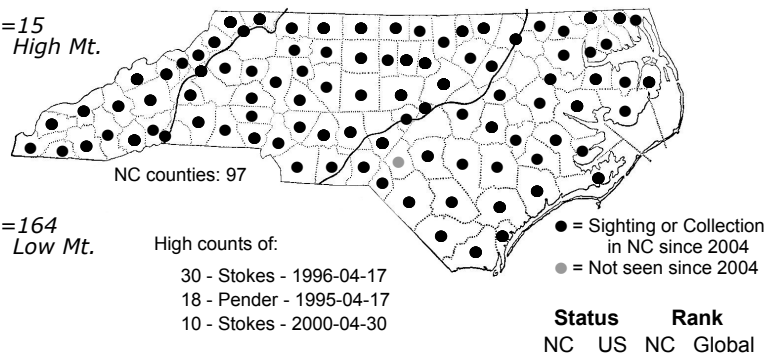 =15
High Mt.
NC counties: 97
=164
Low Mt.
High counts of:
30 - Stokes - 1996-04-17
18 - Pender - 1995-04-17
10 - Stokes - 2000-04-30
= Sighting or Collection
in NC since 2004
= Not seen since 2004
Status Rank
NC US NC Global